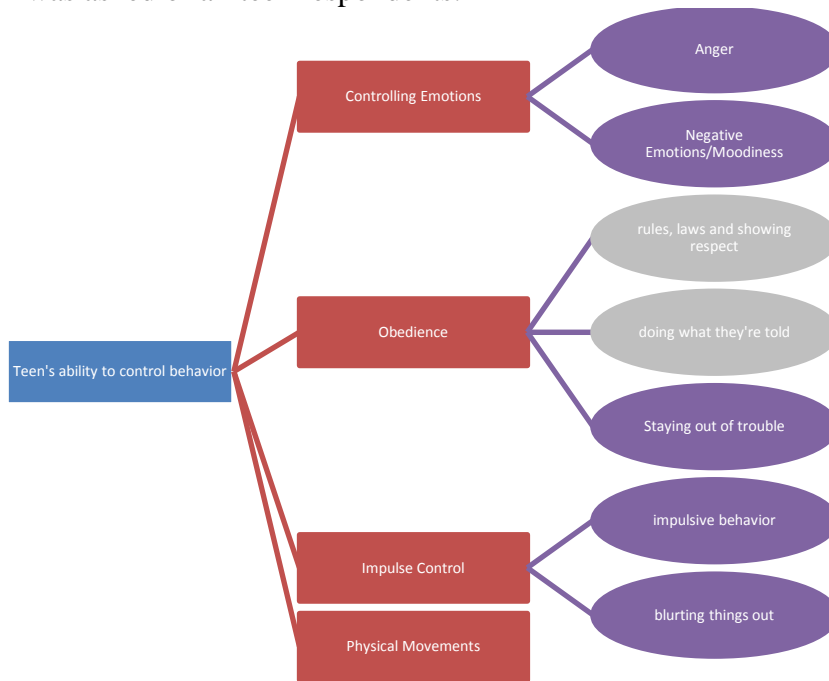 Controlling Emotions
Anger
Negative
Emotions/Moodiness
Obedience
rules, laws and showing
respect
doing what they're told
Staying out of trouble
Teen's ability to control behavior
Impulse Control
impulsive behavior
blurting things out
Physical Movements